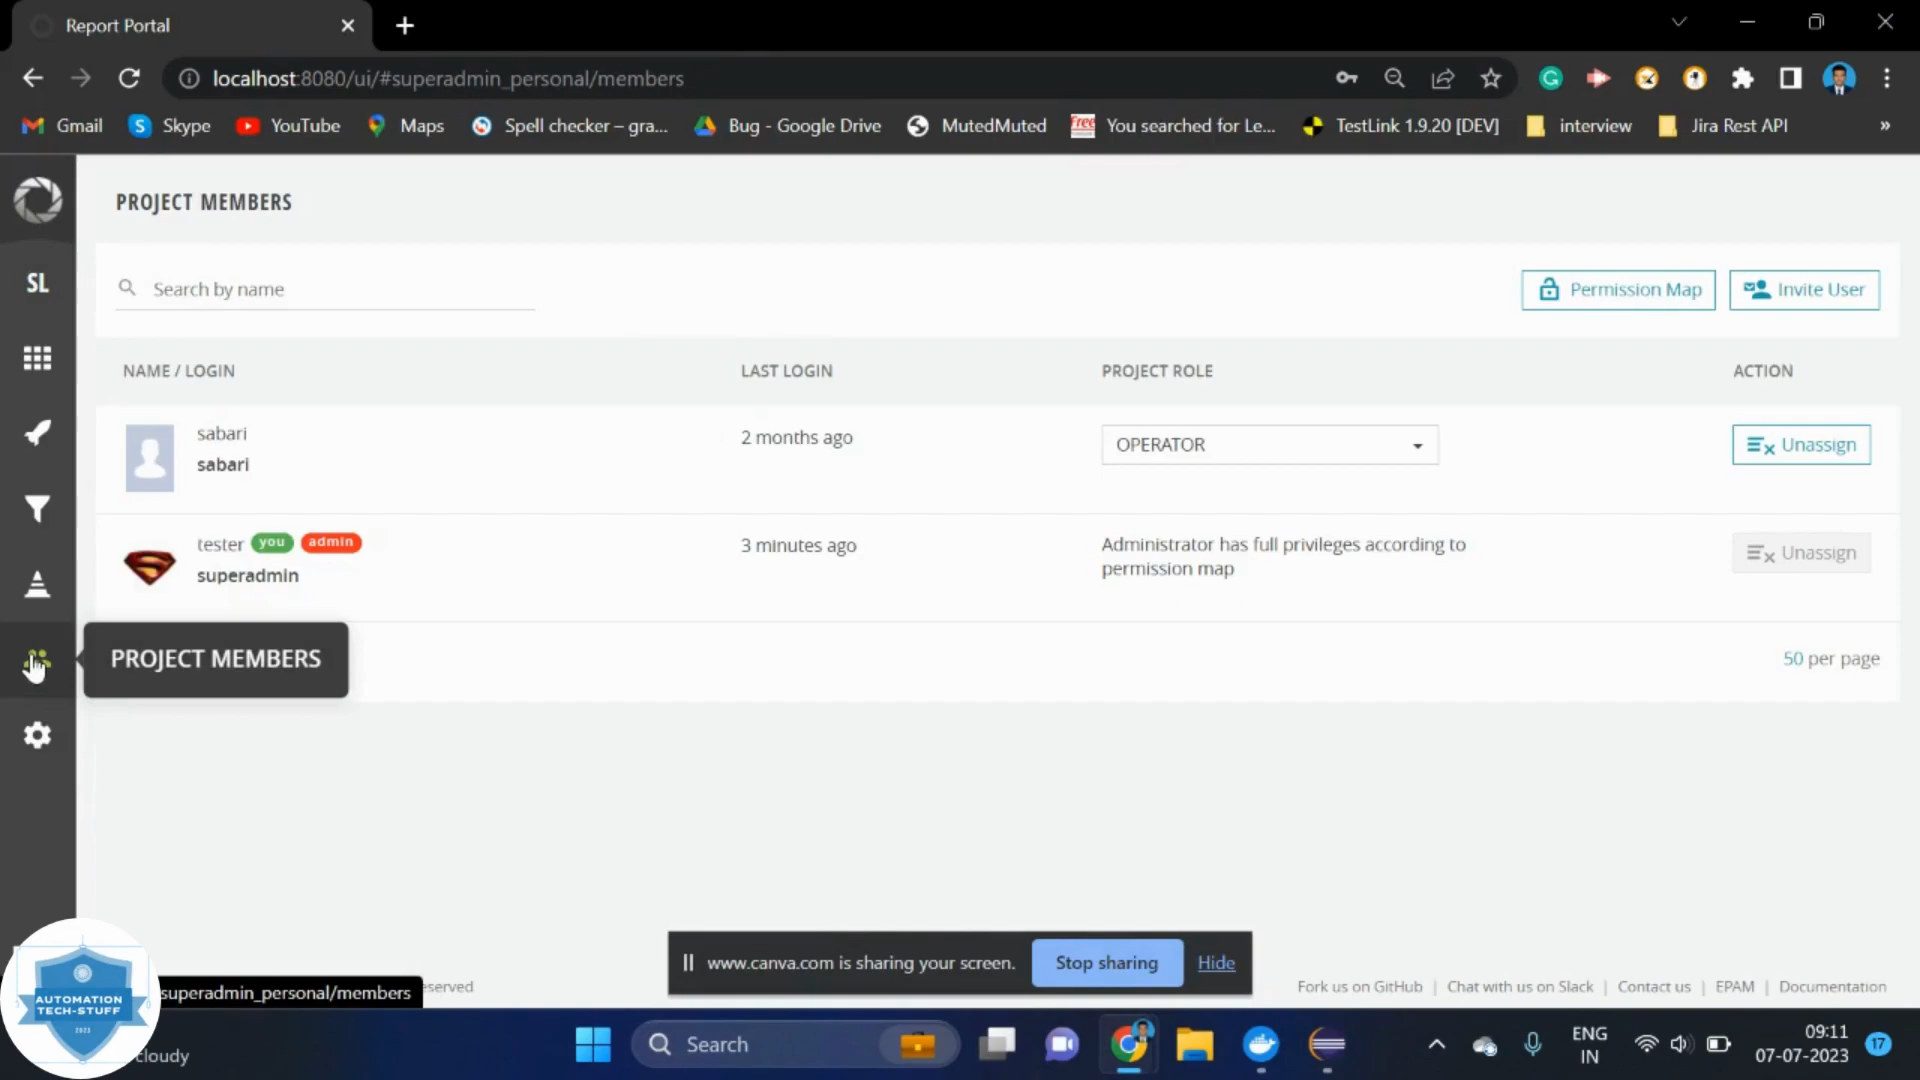 Report Portal
localhost:8080/ui/#superadmin_personal/members
Gmail Skype YouTube Maps Spell checker – gra... Bug - Google Drive MutedMuted Free You searched for Le... TestLink 1.9.20 [DEV] interview Jira Rest API »
PROJECT MEMBERS
SL
Search by name
Permission Map Invite User
NAME / LOGIN LAST LOGIN PROJECT ROLE ACTION
sabari 2 months ago OPERATOR Unassign
sabari
tester you admin 3 minutes ago Administrator has full privileges according to Unassign
superadmin permission map
PROJECT MEMBERS
50 per page
www.canva.com is sharing your screen. Stop sharing Hide
superadmin_personal/members eserved
Fork us on GitHub | Chat with us on Slack | Contact us | EPAM | Documentation
AUTOMATION
TECH-STUFF
2023
cloudy
Search
ENG
IN
09:11
07-07-2023
17